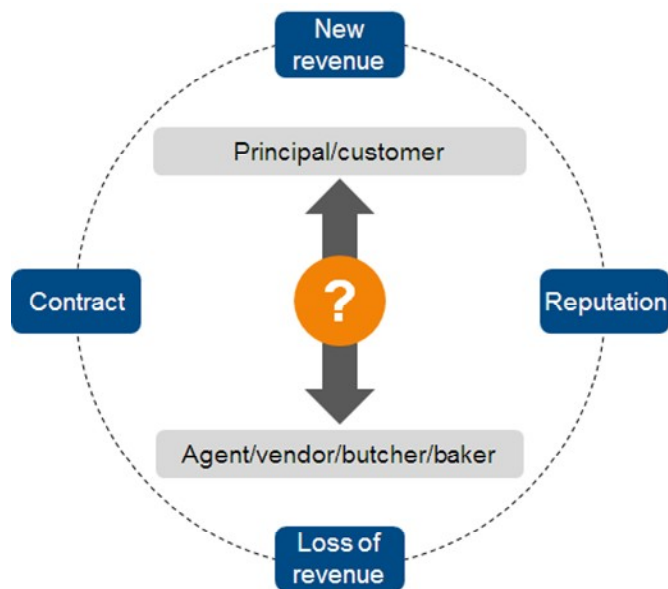 New
revenue
Principal/customer
Contract
?
Reputation
Agent/vendor/butcher/baker
Loss of
revenue